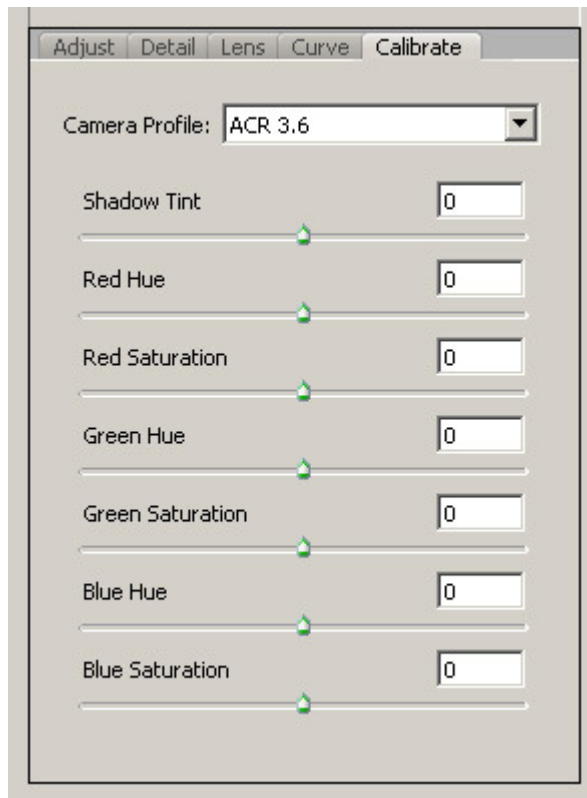 Adjust Detail Lens Curve Calibrate
Camera Profile: ACR 3.6
Shadow Tint 0
Red Hue 0
Red Saturation 0
Green Hue 0
Green Saturation 0
Blue Hue 0
Blue Saturation 0